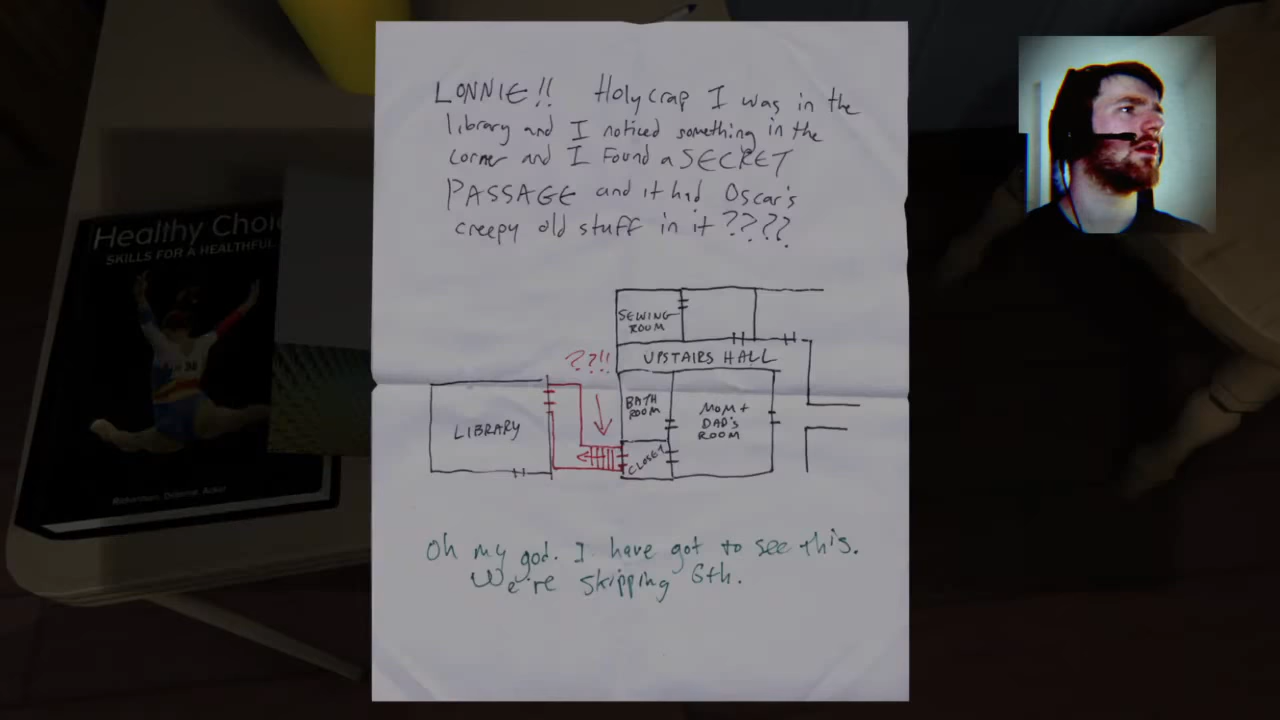 LONNIE!! Holy crap I was in the
library and I noticed something in the
corner and I found a SECRET
PASSAGE and it had Oscar's
creepy old stuff in it ????
SEWING
ROOM
UPSTAIRS HALL
??!!
BATH
ROOM
MOM +
DAD'S
ROOM
LIBRARY
CLOSET
Oh my god. I have got to see this.
We're skipping 6th.
Healthy Choi
SKILLS FOR A HEALTHFUL